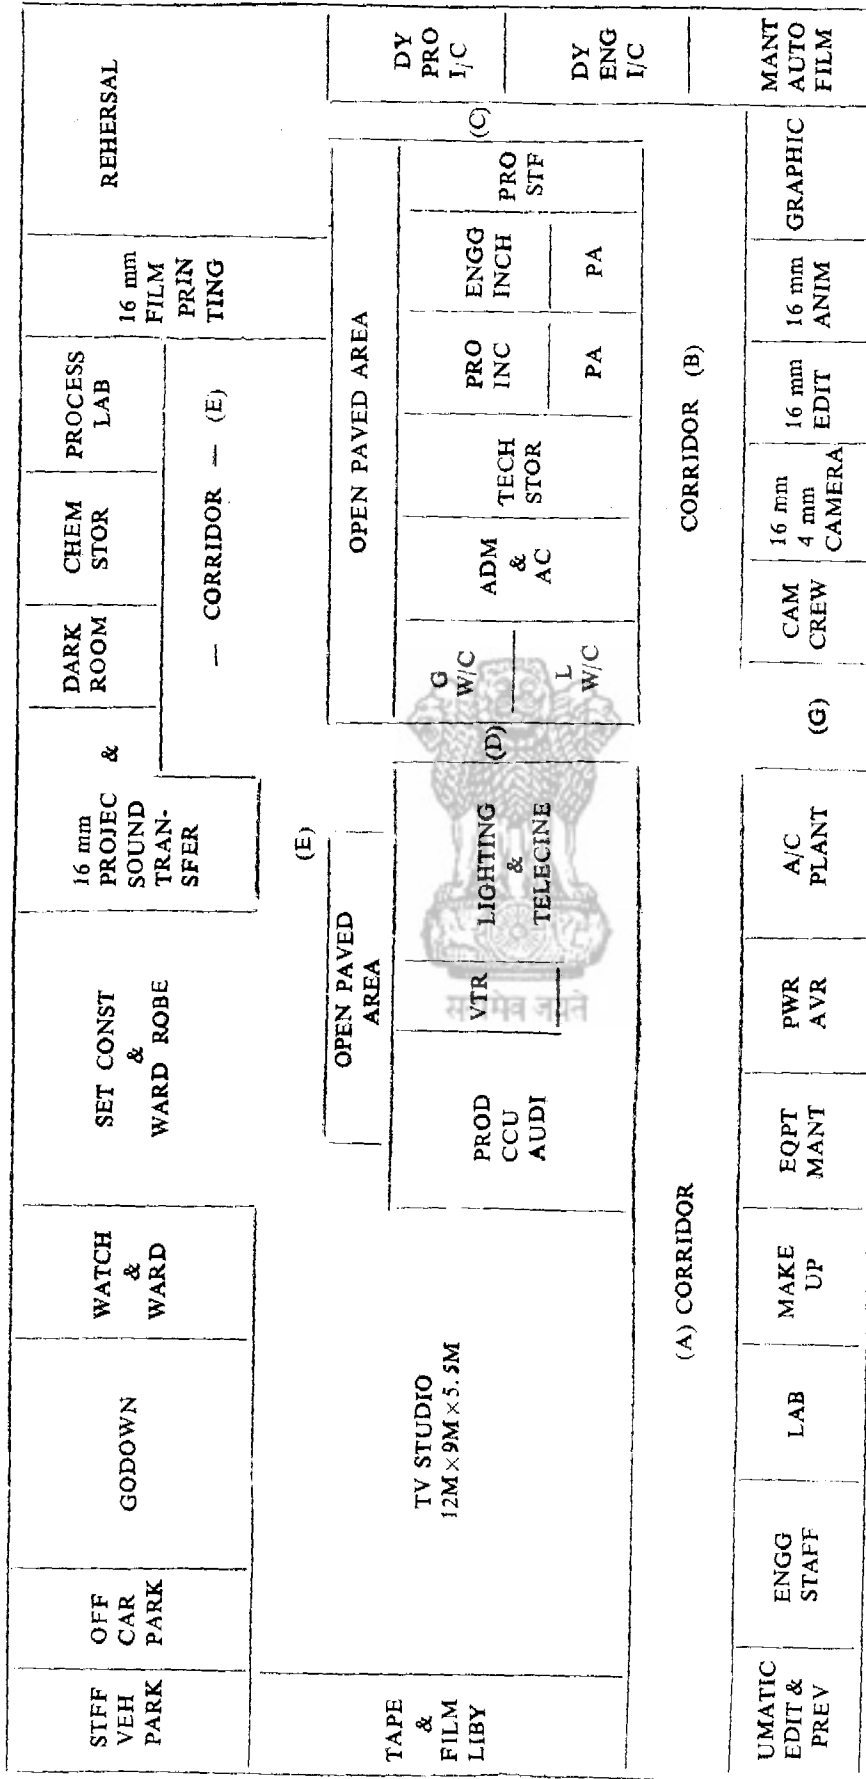 STFF
VEH
PARK
OFF
CAR
PARK
GODOWN
WATCH
&
WARD
SET CONST
&
WARD ROBE
16 mm
PROJEC &
SOUND
TRAN-
SFER
DARK
ROOM
CHEM
STOR
PROCESS
LAB
16 mm
FILM
PRIN
TING
REHERSAL
— CORRIDOR — (E)
(E)
TAPE
&
FILM
LIBY
TV STUDIO
12M×9M×5.5M
OPEN PAVED
AREA
OPEN PAVED AREA
PROD
CCU
AUDI
VTR
LIGHTING
&
TELECINE
(D)
G
W/C
L
W/C
ADM
&
AC
TECH
STOR
PRO
INC
PA
ENGG
INCH
PA
PRO
STF
(C)
DY
PRO
I/C
DY
ENG
I/C
MANT
AUTO
FILM
(A) CORRIDOR
CORRIDOR (B)
UMATIC
EDIT &
PREV
ENGG
STAFF
LAB
MAKE
UP
EQPT
MANT
PWR
AVR
A/C
PLANT
(G)
CAM
CREW
16 mm
4 mm
CAMERA
16 mm
EDIT
16 mm
ANIM
GRAPHIC
सत्यमेव जयते